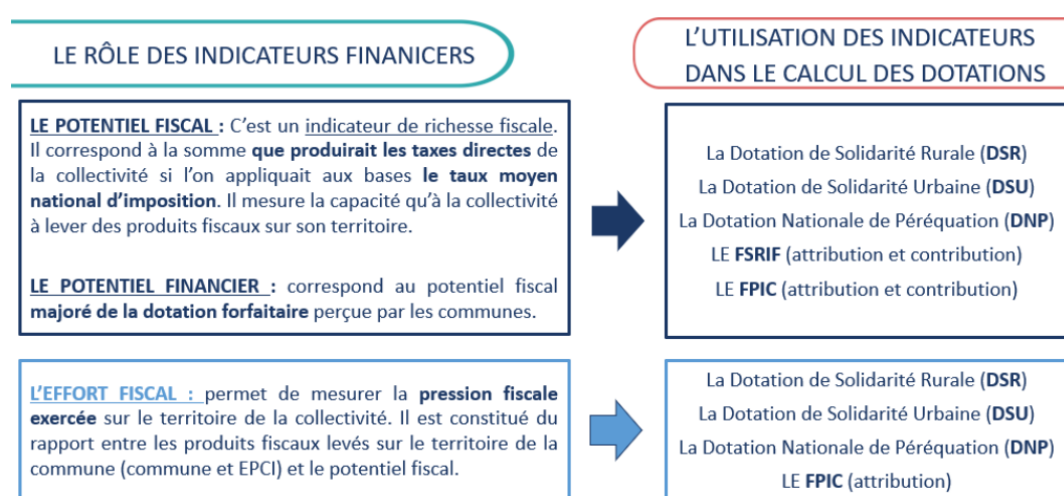 LE RÔLE DES INDICATEURS FINANICERS
LE POTENTIEL FISCAL : C'est un indicateur de richesse fiscale.
Il correspond à la somme que produirait les taxes directes de
la collectivité si l'on appliquait aux bases le taux moyen
national d'imposition. Il mesure la capacité qu'à la collectivité
à lever des produits fiscaux sur son territoire.
LE POTENTIEL FINANCIER : correspond au potentiel fiscal
majoré de la dotation forfaitaire perçue par les communes.
L'EFFORT FISCAL : permet de mesurer la pression fiscale
exercée sur le territoire de la collectivité. Il est constitué du
rapport entre les produits fiscaux levés sur le territoire de la
commune (commune et EPCI) et le potentiel fiscal.
L'UTILISATION DES INDICATEURS
DANS LE CALCUL DES DOTATIONS
La Dotation de Solidarité Rurale (DSR)
La Dotation de Solidarité Urbaine (DSU)
La Dotation Nationale de Péréquation (DNP)
LE FSRIF (attribution et contribution)
LE FPIC (attribution et contribution)
La Dotation de Solidarité Rurale (DSR)
La Dotation de Solidarité Urbaine (DSU)
La Dotation Nationale de Péréquation (DNP)
LE FPIC (attribution)